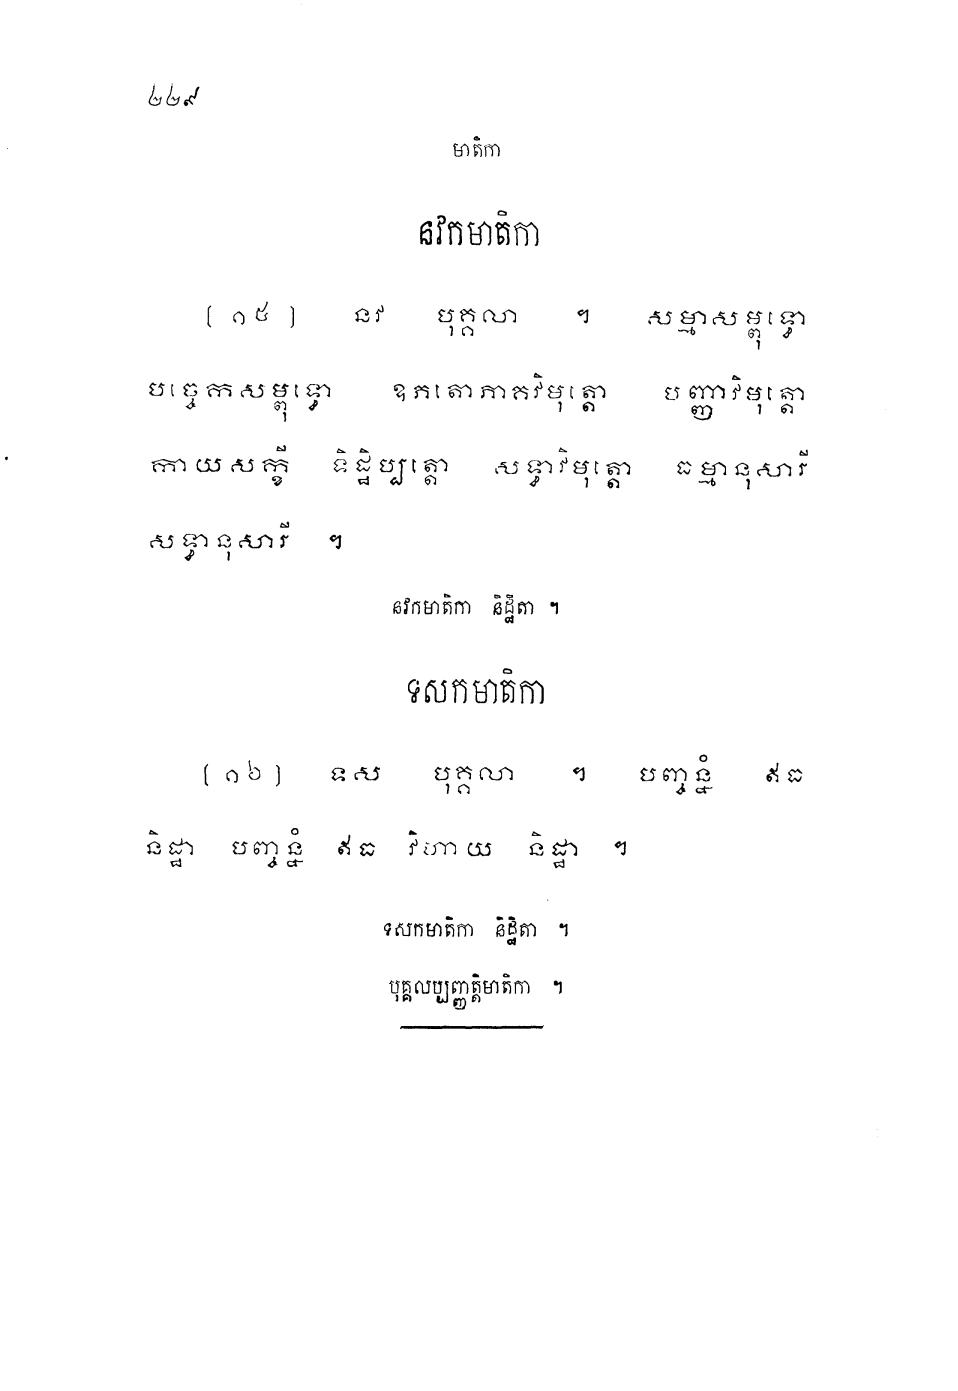 ២២៩
មាតិកា
នវកមាតិកា
(១៥) នវ បុគ្គលា ។ សម្មាសម្ពុទ្ធោ
បច្ចេកសម្ពុទ្ធោ ឧភតោភាគវិមុត្តោ បញ្ញាវិមុត្តោ
កាយសក្ខី ទិដ្ឋិប្បត្តោ សទ្ធាវិមុត្តោ ធម្មានុសារី
សទ្ធានុសារី ។
នវកមាតិកា និដ្ឋិតា ។
ទសកមាតិកា
(១៦) ទស បុគ្គលា ។ បញ្ចន្នំ ឥធ
និដ្ឋា បញ្ចន្នំ ឥធ វិហាយ និដ្ឋា ។
ទសកមាតិកា និដ្ឋិតា ។
បុគ្គលប្បញ្ញត្តិមាតិកា ។